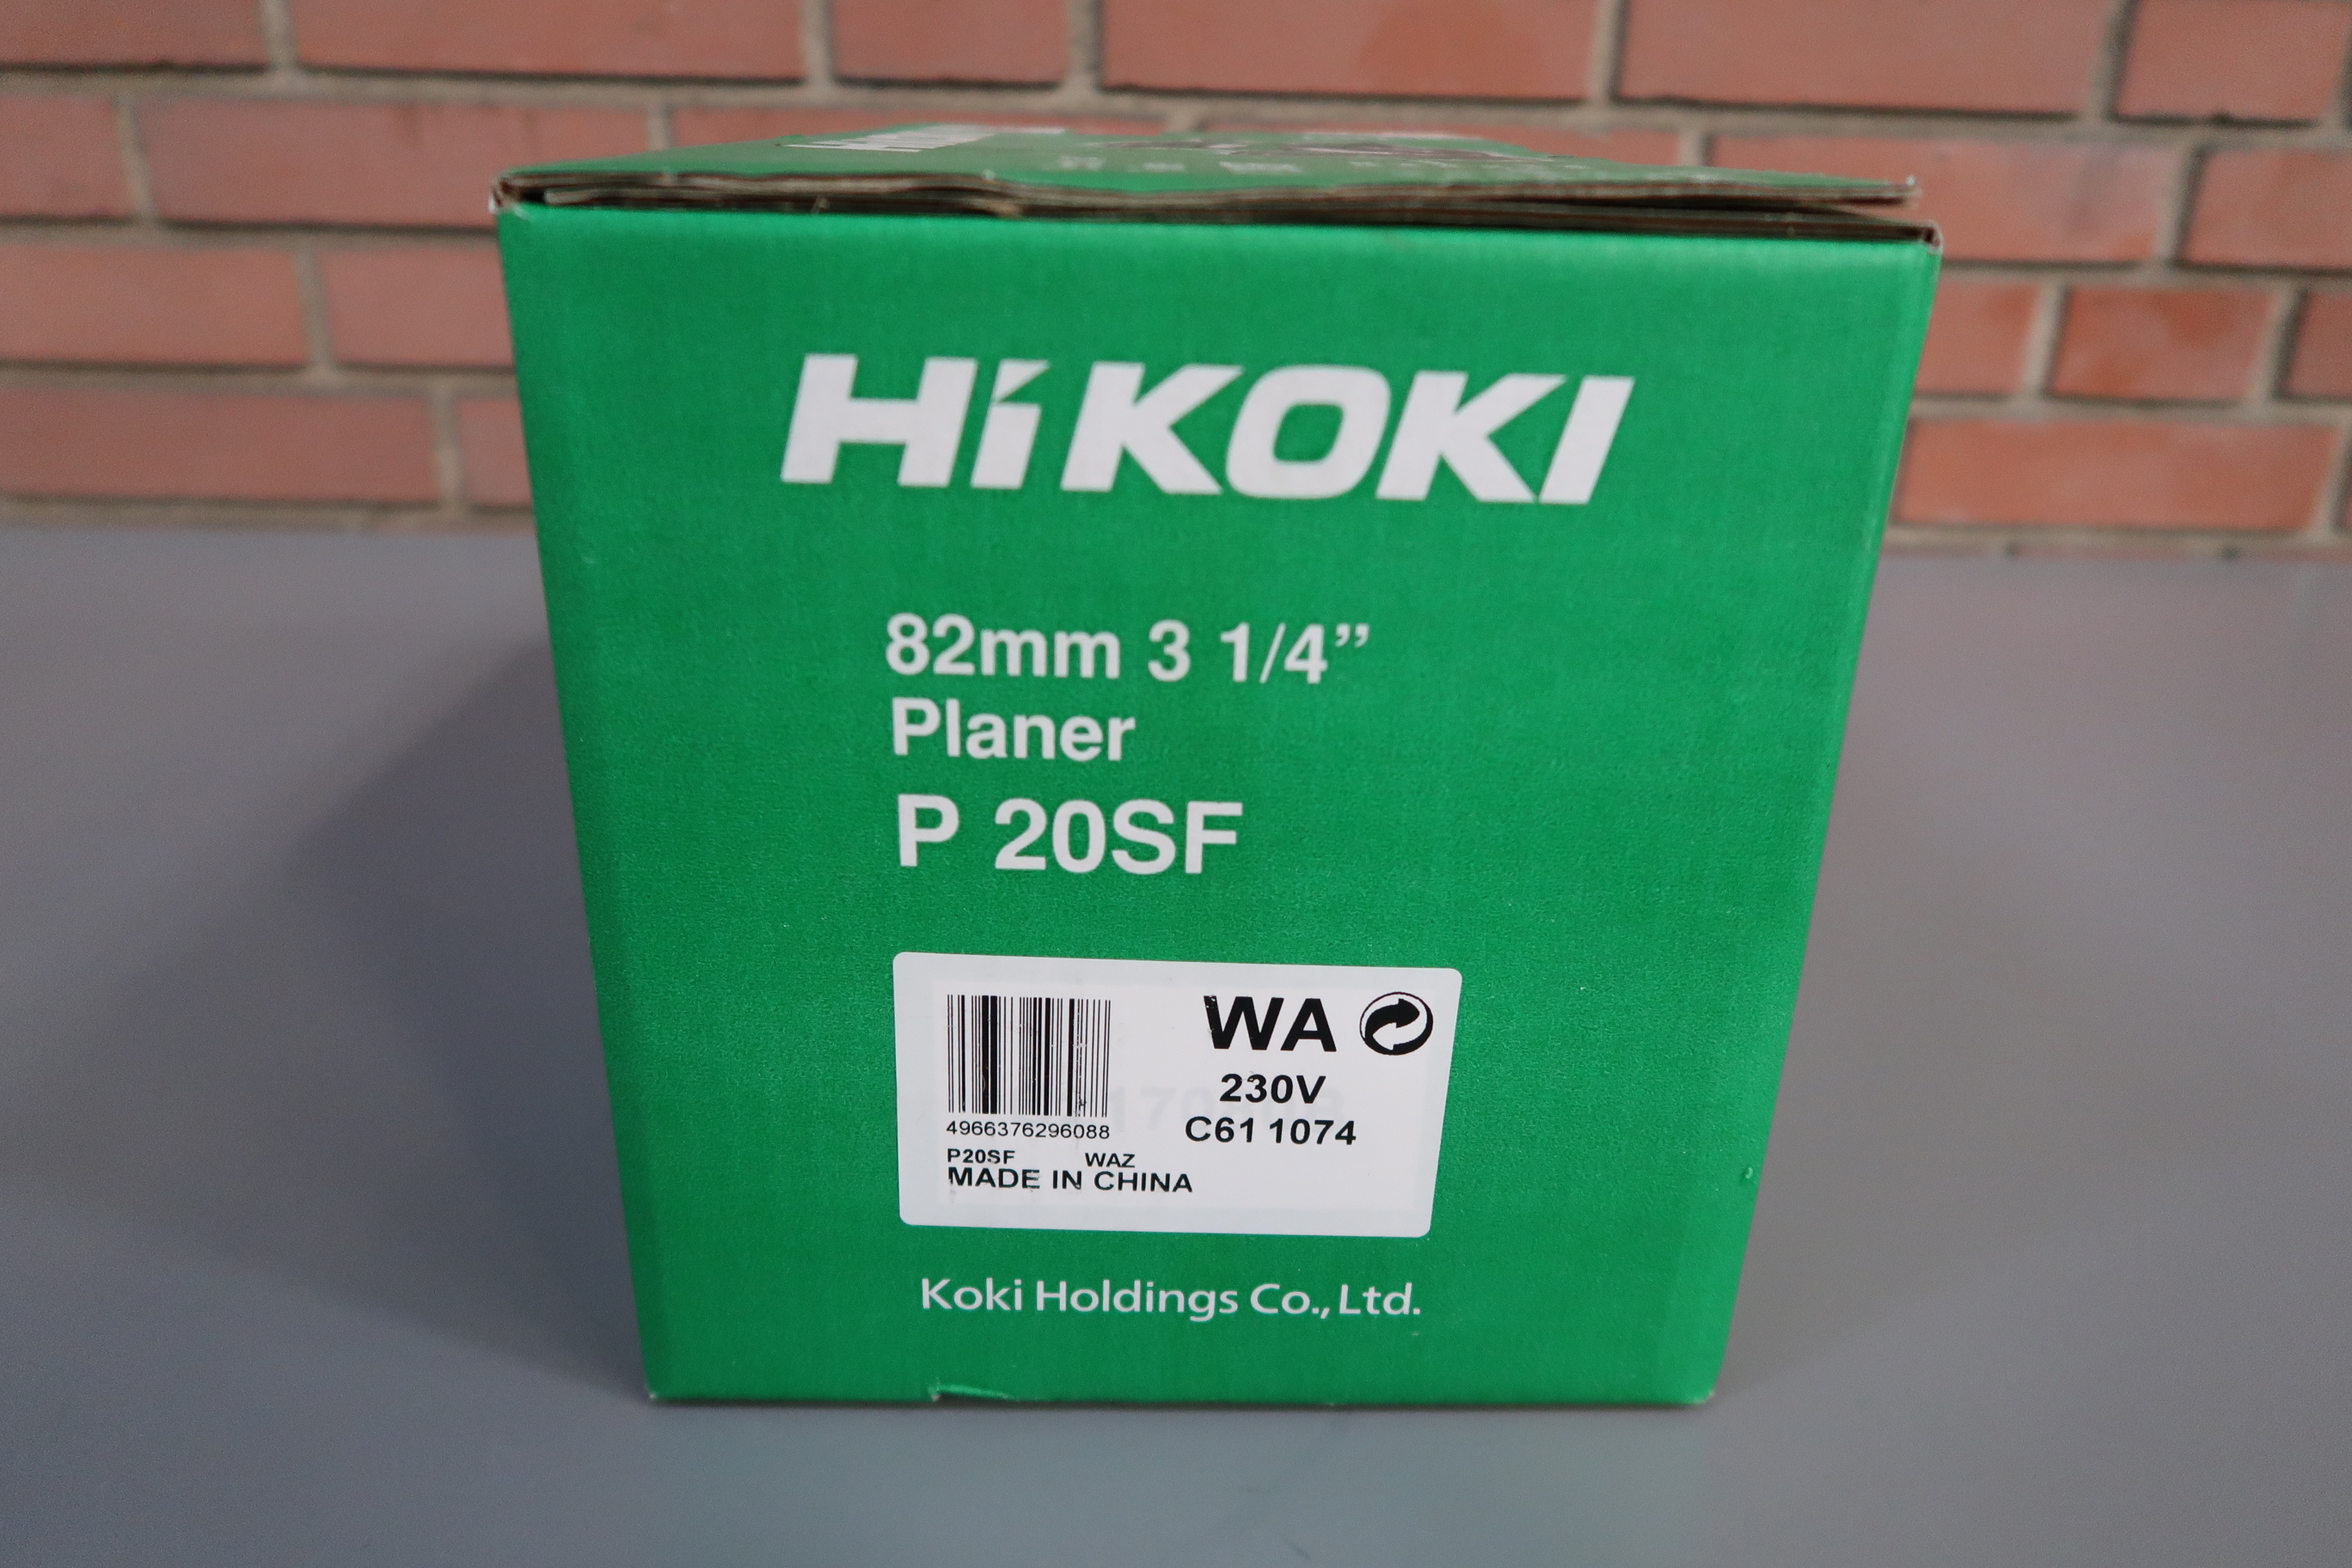 HiKOKI
82mm 3 1/4”
Planer
P 20SF
WA
230V
C61 1074
4966376296088
P20SF WAZ
MADE IN CHINA
Koki Holdings Co., Ltd.